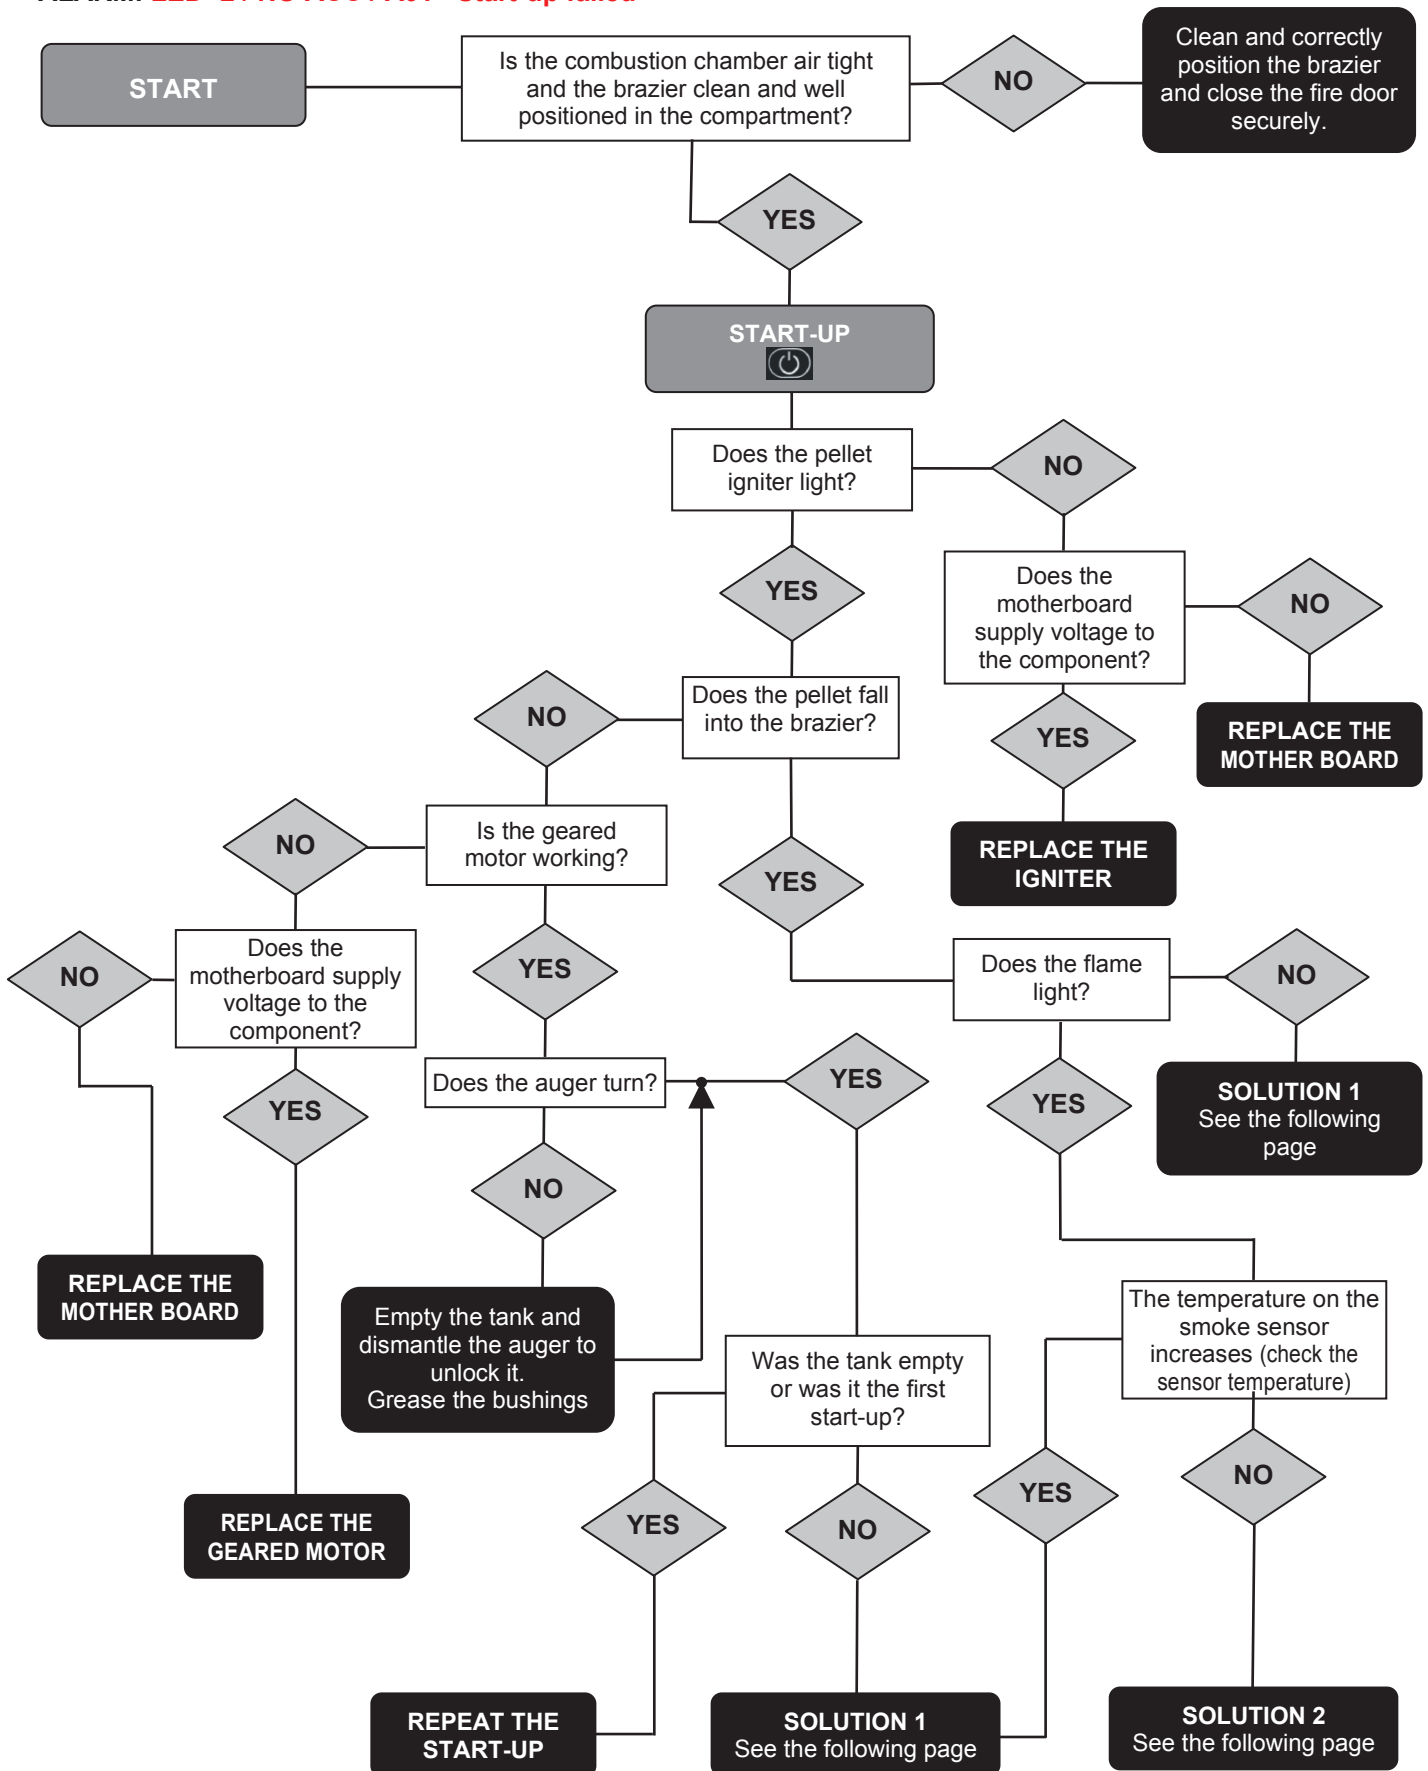 START
Is the combustion chamber air tight
and the brazier clean and well
positioned in the compartment?
NO
Clean and correctly
position the brazier
and close the fire door
securely.
YES
START-UP
Does the pellet
igniter light?
NO
YES
Does the
motherboard
supply voltage to
the component?
NO
YES
REPLACE THE
MOTHER BOARD
REPLACE THE
IGNITER
Does the pellet fall
into the brazier?
NO
YES
Is the geared
motor working?
NO
YES
Does the
motherboard supply
voltage to the
component?
NO
YES
REPLACE THE
MOTHER BOARD
REPLACE THE
GEARED MOTOR
Does the auger turn?
YES
NO
Empty the tank and
dismantle the auger to
unlock it.
Grease the bushings
Was the tank empty
or was it the first
start-up?
YES
NO
REPEAT THE
START-UP
SOLUTION 1
See the following page
Does the flame
light?
NO
YES
SOLUTION 1
See the following
page
The temperature on the
smoke sensor
increases (check the
sensor temperature)
YES
NO
SOLUTION 2
See the following page